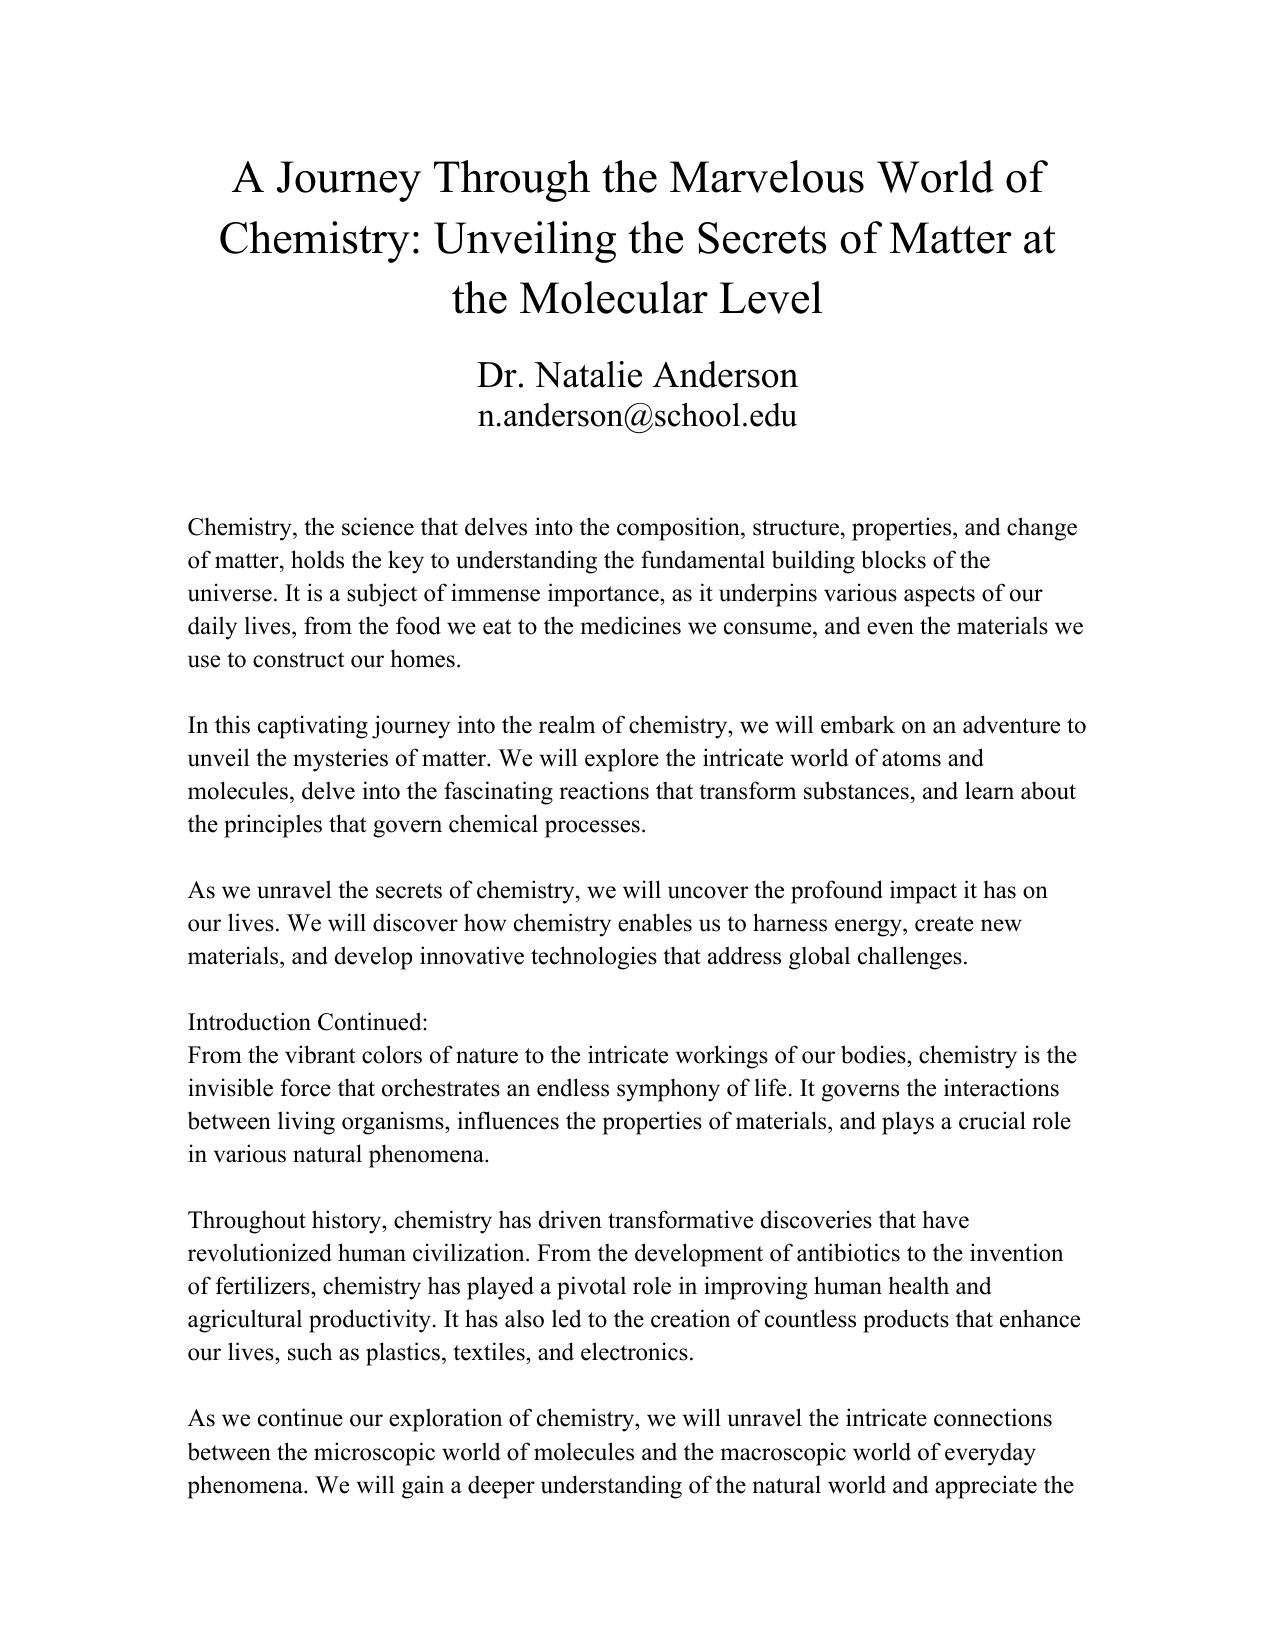 A Journey Through the Marvelous World of
Chemistry: Unveiling the Secrets of Matter at
the Molecular Level
Dr. Natalie Anderson
n.anderson@school.edu
Chemistry, the science that delves into the composition, structure, properties, and change
of matter, holds the key to understanding the fundamental building blocks of the
universe. It is a subject of immense importance, as it underpins various aspects of our
daily lives, from the food we eat to the medicines we consume, and even the materials we
use to construct our homes.
In this captivating journey into the realm of chemistry, we will embark on an adventure to
unveil the mysteries of matter. We will explore the intricate world of atoms and
molecules, delve into the fascinating reactions that transform substances, and learn about
the principles that govern chemical processes.
As we unravel the secrets of chemistry, we will uncover the profound impact it has on
our lives. We will discover how chemistry enables us to harness energy, create new
materials, and develop innovative technologies that address global challenges.
Introduction Continued:
From the vibrant colors of nature to the intricate workings of our bodies, chemistry is the
invisible force that orchestrates an endless symphony of life. It governs the interactions
between living organisms, influences the properties of materials, and plays a crucial role
in various natural phenomena.
Throughout history, chemistry has driven transformative discoveries that have
revolutionized human civilization. From the development of antibiotics to the invention
of fertilizers, chemistry has played a pivotal role in improving human health and
agricultural productivity. It has also led to the creation of countless products that enhance
our lives, such as plastics, textiles, and electronics.
As we continue our exploration of chemistry, we will unravel the intricate connections
between the microscopic world of molecules and the macroscopic world of everyday
phenomena. We will gain a deeper understanding of the natural world and appreciate the